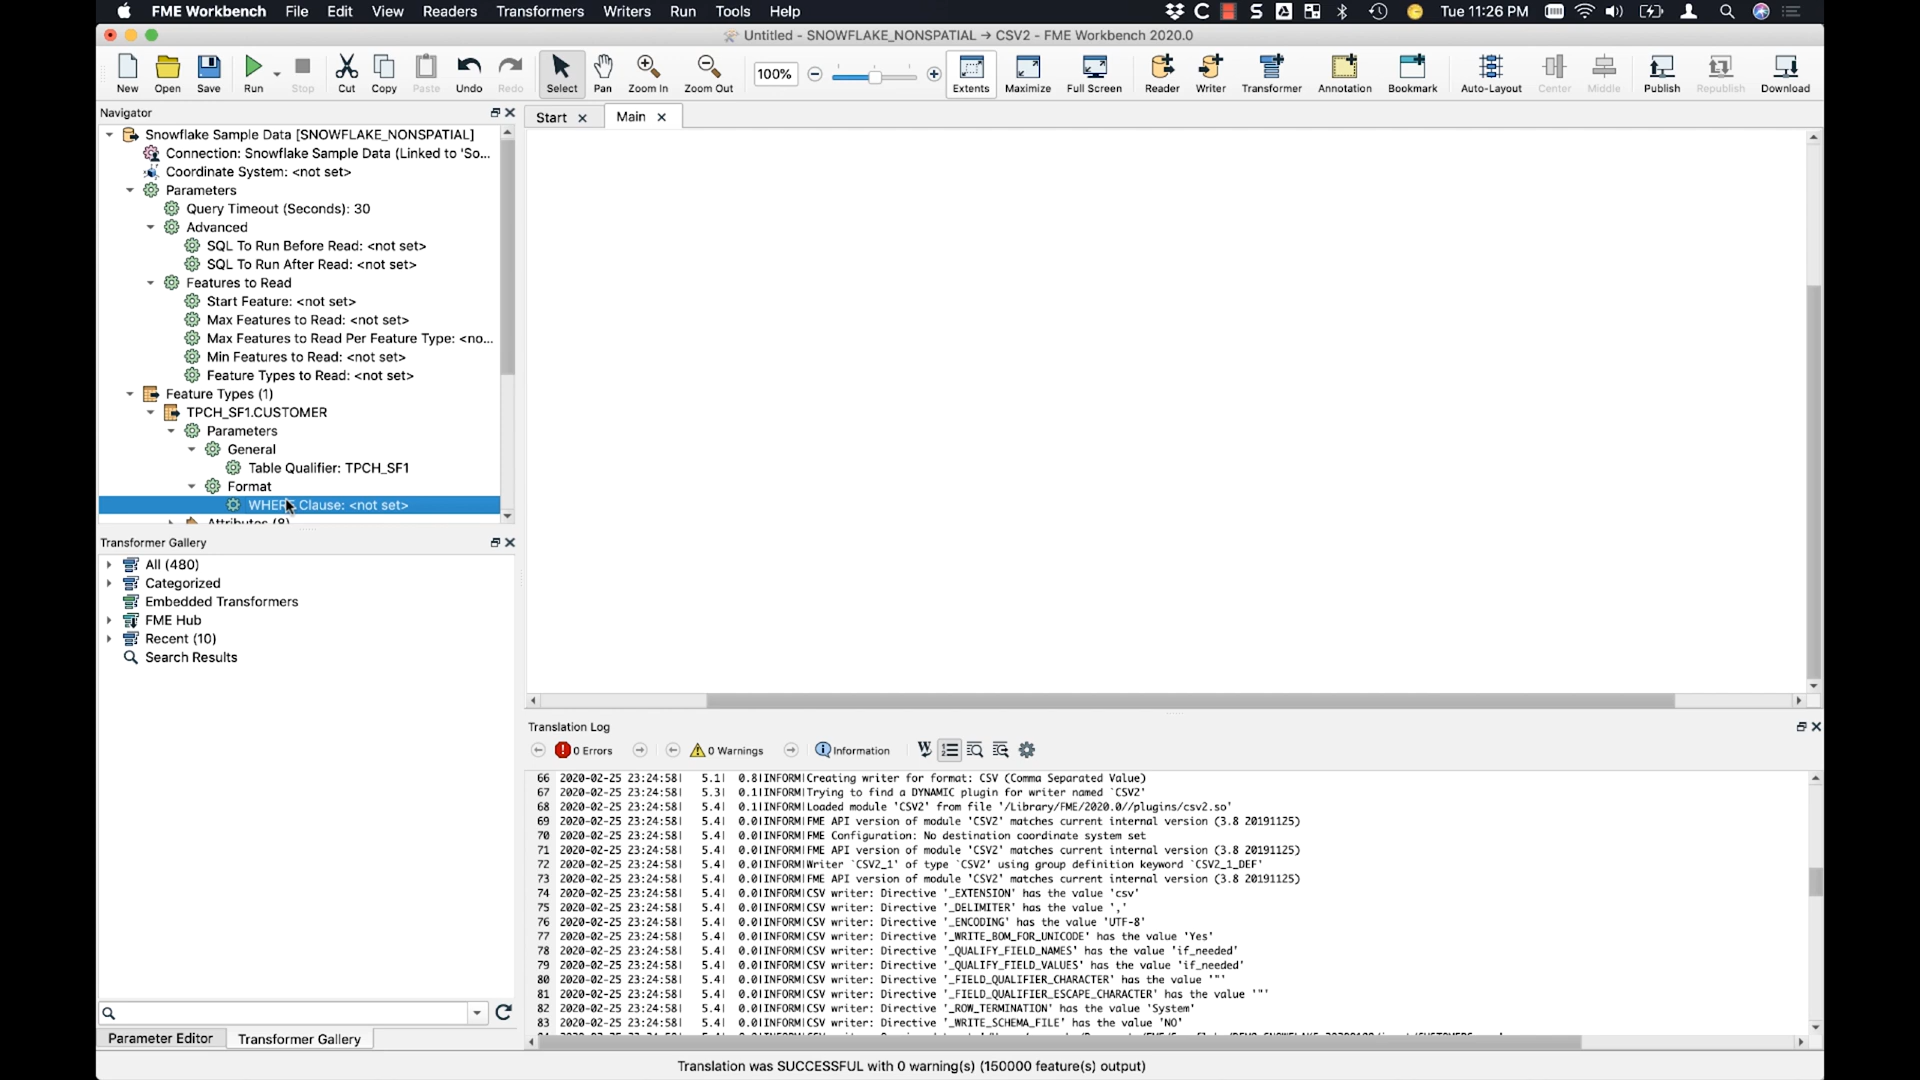 FME Workbench File Edit View Readers Transformers Writers Run Tools Help Tue 11:26 PM
Untitled - SNOWFLAKE_NONSPATIAL → CSV2 - FME Workbench 2020.0
New Open Save Run Stop Cut Copy Paste Undo Redo Select Pan Zoom In Zoom Out 100% Extents Maximize Full Screen Reader Writer Transformer Annotation Bookmark Auto-Layout Center Middle Publish Republish Download
Navigator
Start Main
Snowflake Sample Data [SNOWFLAKE_NONSPATIAL]
Connection: Snowflake Sample Data (Linked to 'So...
Coordinate System: <not set>
Parameters
Query Timeout (Seconds): 30
Advanced
SQL To Run Before Read: <not set>
SQL To Run After Read: <not set>
Features to Read
Start Feature: <not set>
Max Features to Read: <not set>
Max Features to Read Per Feature Type: <no...
Min Features to Read: <not set>
Feature Types to Read: <not set>
Feature Types (1)
TPCH_SF1.CUSTOMER
Parameters
General
Table Qualifier: TPCH_SF1
Format
WHERE Clause: <not set>
Attributes (8)
Transformer Gallery
All (480)
Categorized
Embedded Transformers
FME Hub
Recent (10)
Search Results
Parameter Editor Transformer Gallery
Translation Log
0 Errors 0 Warnings Information
66 2020-02-25 23:24:58| 5.1| 0.8|INFORM|Creating writer for format: CSV (Comma Separated Value)
67 2020-02-25 23:24:58| 5.3| 0.1|INFORM|Trying to find a DYNAMIC plugin for writer named `CSV2'
68 2020-02-25 23:24:58| 5.4| 0.1|INFORM|Loaded module 'CSV2' from file '/Library/FME/2020.0//plugins/csv2.so'
69 2020-02-25 23:24:58| 5.4| 0.0|INFORM|FME API version of module 'CSV2' matches current internal version (3.8 20191125)
70 2020-02-25 23:24:58| 5.4| 0.0|INFORM|FME Configuration: No destination coordinate system set
71 2020-02-25 23:24:58| 5.4| 0.0|INFORM|FME API version of module 'CSV2' matches current internal version (3.8 20191125)
72 2020-02-25 23:24:58| 5.4| 0.0|INFORM|Writer `CSV2_1' of type `CSV2' using group definition keyword `CSV2_1_DEF'
73 2020-02-25 23:24:58| 5.4| 0.0|INFORM|FME API version of module 'CSV2' matches current internal version (3.8 20191125)
74 2020-02-25 23:24:58| 5.4| 0.0|INFORM|CSV writer: Directive '_EXTENSION' has the value 'csv'
75 2020-02-25 23:24:58| 5.4| 0.0|INFORM|CSV writer: Directive '_DELIMITER' has the value ','
76 2020-02-25 23:24:58| 5.4| 0.0|INFORM|CSV writer: Directive '_ENCODING' has the value 'UTF-8'
77 2020-02-25 23:24:58| 5.4| 0.0|INFORM|CSV writer: Directive '_WRITE_BOM_FOR_UNICODE' has the value 'Yes'
78 2020-02-25 23:24:58| 5.4| 0.0|INFORM|CSV writer: Directive '_QUALIFY_FIELD_NAMES' has the value 'if_needed'
79 2020-02-25 23:24:58| 5.4| 0.0|INFORM|CSV writer: Directive '_QUALIFY_FIELD_VALUES' has the value 'if_needed'
80 2020-02-25 23:24:58| 5.4| 0.0|INFORM|CSV writer: Directive '_FIELD_QUALIFIER_CHARACTER' has the value '"'
81 2020-02-25 23:24:58| 5.4| 0.0|INFORM|CSV writer: Directive '_FIELD_QUALIFIER_ESCAPE_CHARACTER' has the value '"'
82 2020-02-25 23:24:58| 5.4| 0.0|INFORM|CSV writer: Directive '_ROW_TERMINATION' has the value 'System'
83 2020-02-25 23:24:58| 5.4| 0.0|INFORM|CSV writer: Directive '_WRITE_SCHEMA_FILE' has the value 'NO'
Translation was SUCCESSFUL with 0 warning(s) (150000 feature(s) output)